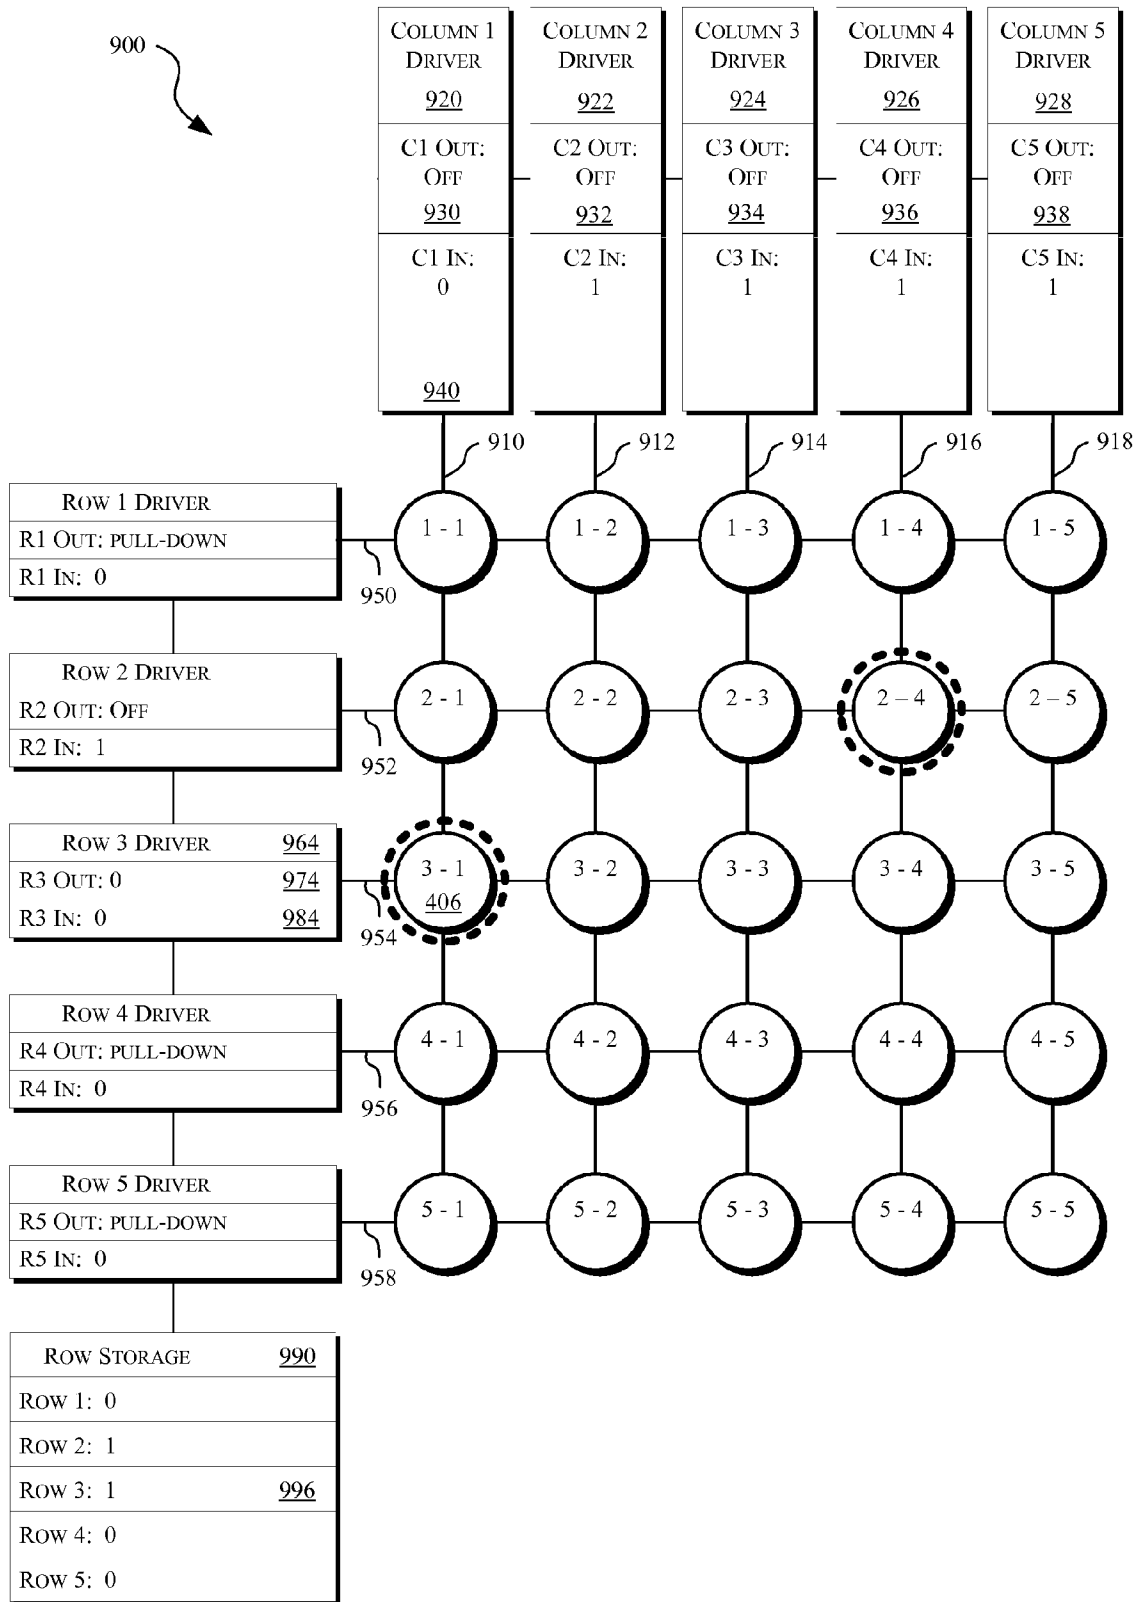 900
COLUMN 1 DRIVER
920
C1 OUT: OFF
930
C1 IN: 0
940
COLUMN 2 DRIVER
922
C2 OUT: OFF
932
C2 IN: 1
COLUMN 3 DRIVER
924
C3 OUT: OFF
934
C3 IN: 1
COLUMN 4 DRIVER
926
C4 OUT: OFF
936
C4 IN: 1
COLUMN 5 DRIVER
928
C5 OUT: OFF
938
C5 IN: 1
910
912
914
916
918
ROW 1 DRIVER
R1 OUT: PULL-DOWN
R1 IN: 0
950
1 - 1
1 - 2
1 - 3
1 - 4
1 - 5
ROW 2 DRIVER
R2 OUT: OFF
R2 IN: 1
952
2 - 1
2 - 2
2 - 3
2 – 4
2 – 5
ROW 3 DRIVER 964
R3 OUT: 0 974
R3 IN: 0 984
954
3 - 1
406
3 - 2
3 - 3
3 - 4
3 - 5
ROW 4 DRIVER
R4 OUT: PULL-DOWN
R4 IN: 0
956
4 - 1
4 - 2
4 - 3
4 - 4
4 - 5
ROW 5 DRIVER
R5 OUT: PULL-DOWN
R5 IN: 0
958
5 - 1
5 - 2
5 - 3
5 - 4
5 - 5
ROW STORAGE 990
ROW 1: 0
ROW 2: 1
ROW 3: 1 996
ROW 4: 0
ROW 5: 0